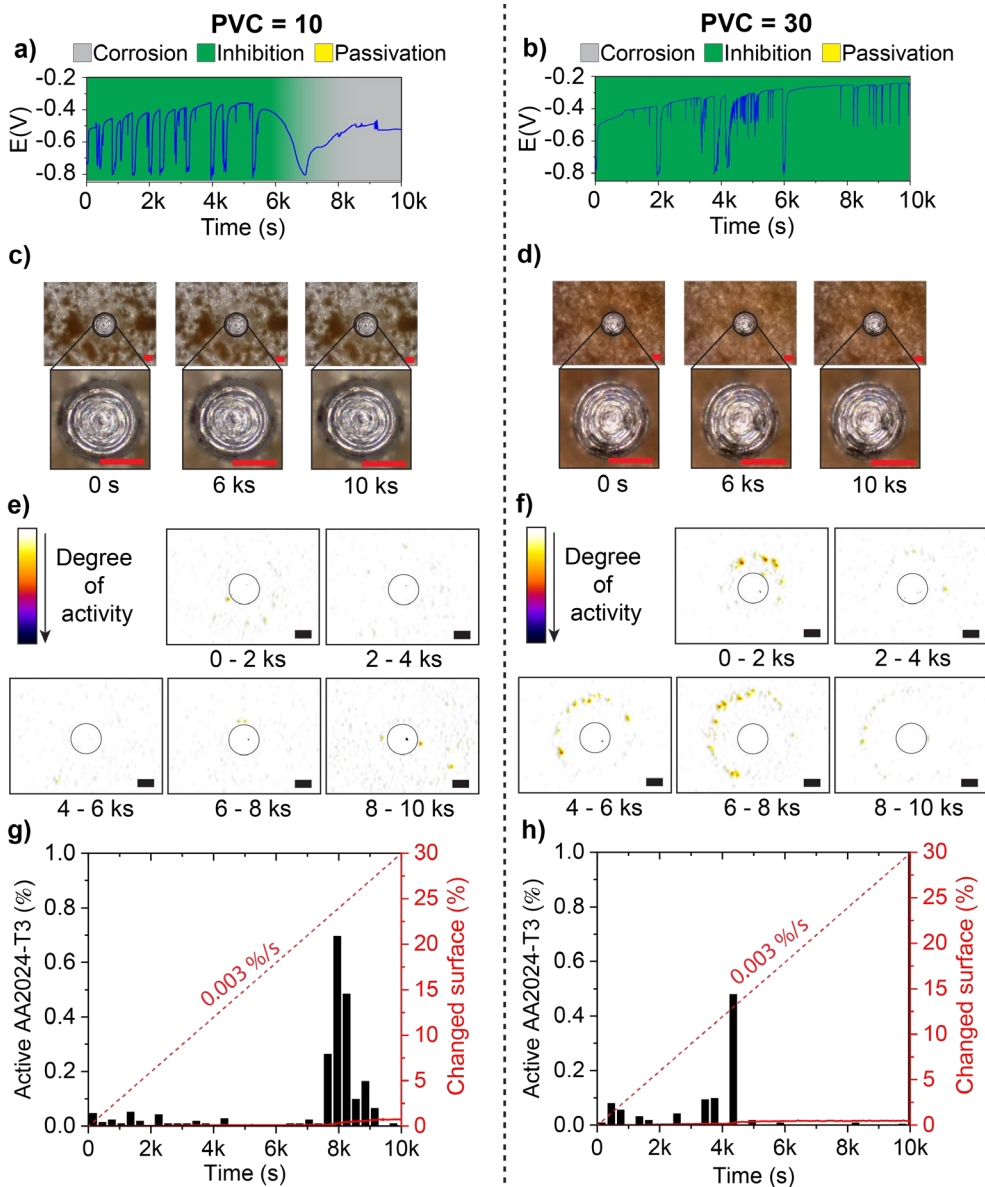 PVC = 10
PVC = 30
a)
Corrosion Inhibition Passivation
b)
Corrosion Inhibition Passivation
-0.2
-0.4
-0.6
-0.8
E(V)
0 2k 4k 6k 8k 10k
Time (s)
-0.2
-0.4
-0.6
-0.8
E(V)
0 2k 4k 6k 8k 10k
Time (s)
c)
0 s 6 ks 10 ks
d)
0 s 6 ks 10 ks
e)
Degree
of
activity
0 - 2 ks 2 - 4 ks
4 - 6 ks 6 - 8 ks 8 - 10 ks
f)
Degree
of
activity
0 - 2 ks 2 - 4 ks
4 - 6 ks 6 - 8 ks 8 - 10 ks
g)
1.0
0.8
0.6
0.4
0.2
0.0
Active AA2024-T3 (%)
0.003 %/s
30
25
20
15
10
5
0
Changed surface (%)
0 2k 4k 6k 8k 10k
Time (s)
h)
1.0
0.8
0.6
0.4
0.2
0.0
Active AA2024-T3 (%)
0.003 %/s
30
25
20
15
10
5
0
Changed surface (%)
0 2k 4k 6k 8k 10k
Time (s)